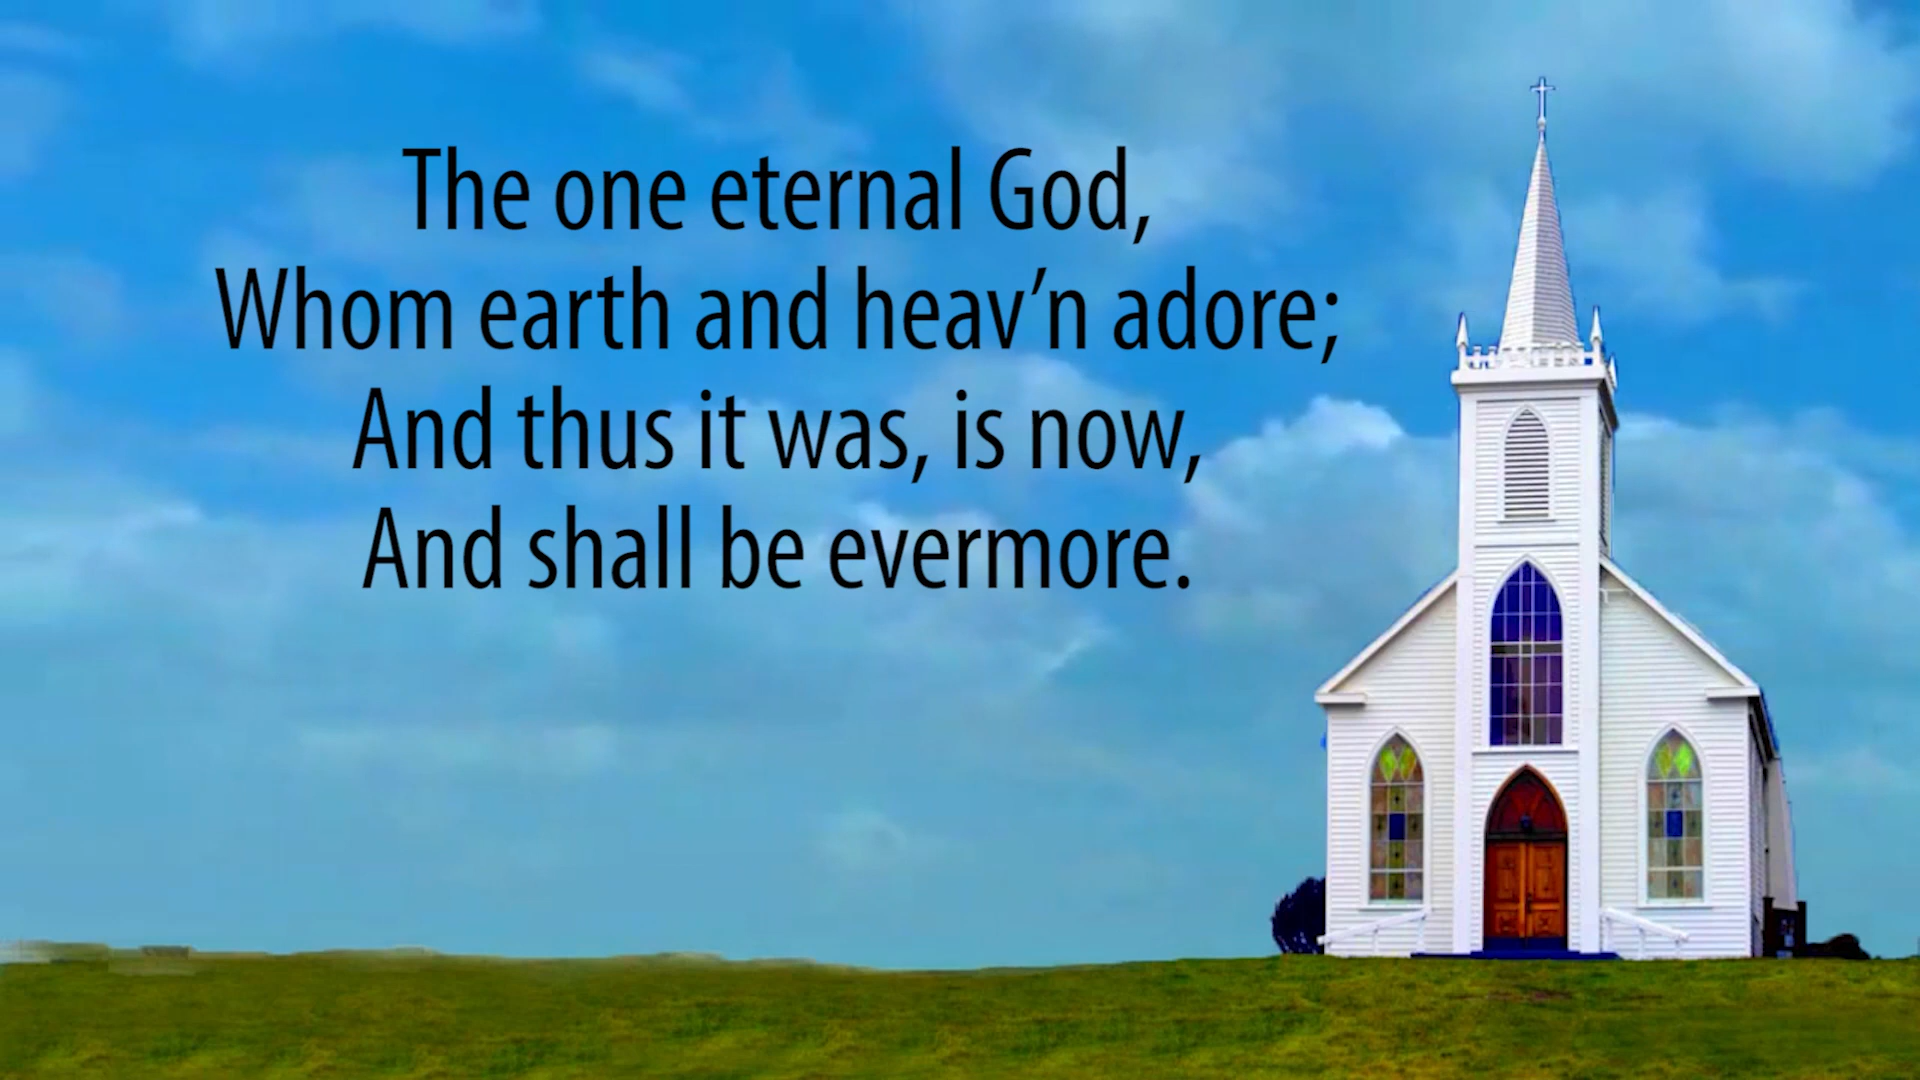 The one eternal God,
Whom earth and heav’n adore;
And thus it was, is now,
And shall be evermore.